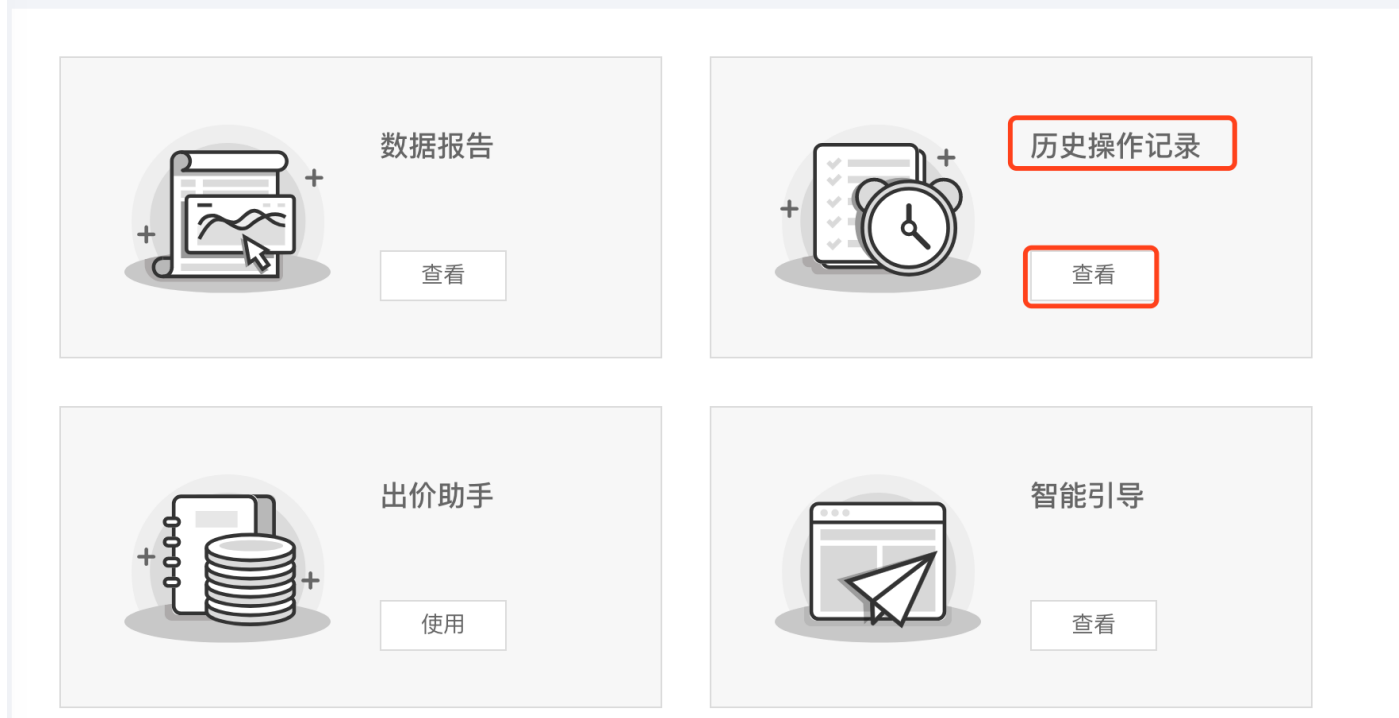 数据报告
查看
历史操作记录
查看
出价助手
使用
智能引导
查看